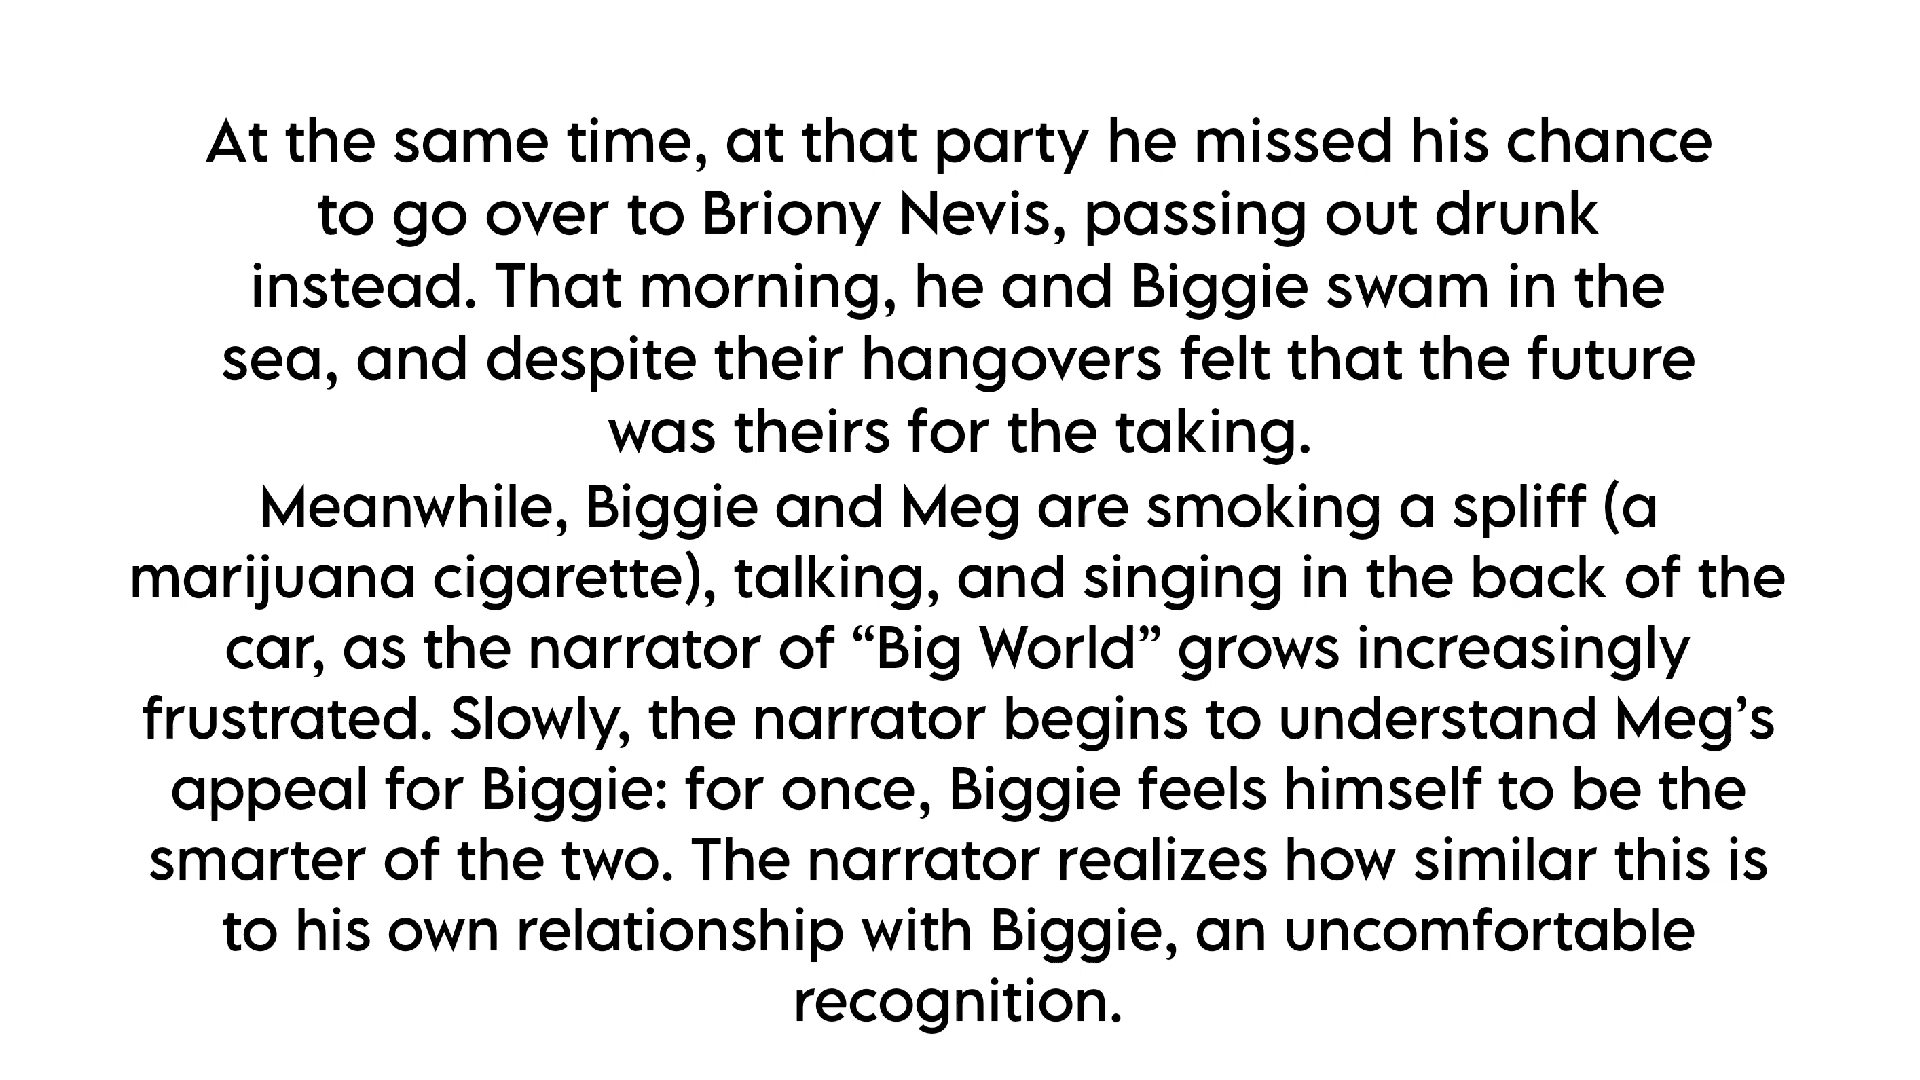 At the same time, at that party he missed his chance
to go over to Briony Nevis, passing out drunk
instead. That morning, he and Biggie swam in the
sea, and despite their hangovers felt that the future
was theirs for the taking.
Meanwhile, Biggie and Meg are smoking a spliff (a
marijuana cigarette), talking, and singing in the back of the
car, as the narrator of “Big World” grows increasingly
frustrated. Slowly, the narrator begins to understand Meg’s
appeal for Biggie: for once, Biggie feels himself to be the
smarter of the two. The narrator realizes how similar this is
to his own relationship with Biggie, an uncomfortable
recognition.